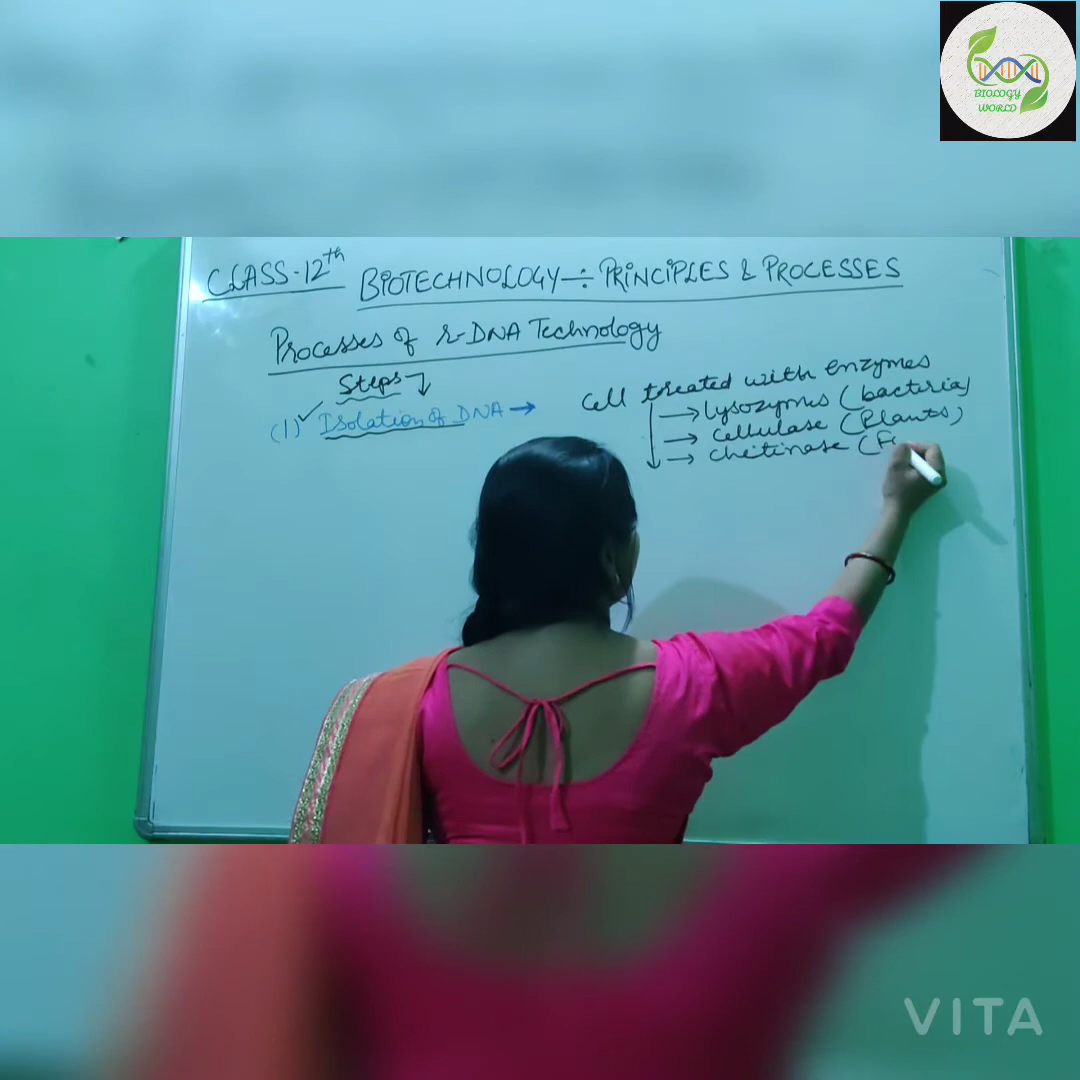 BIOLOGY
WORLD
CLASS-12th BIOTECHNOLOGY:- PRINCIPLES & PROCESSES
Processes of r-DNA Technology
Steps
(1) Isolation of DNA →
Cell treated with enzymes
→ lysozymes (bacteria)
→ Cellulase (Plants)
→ Chitinase (F
VITA